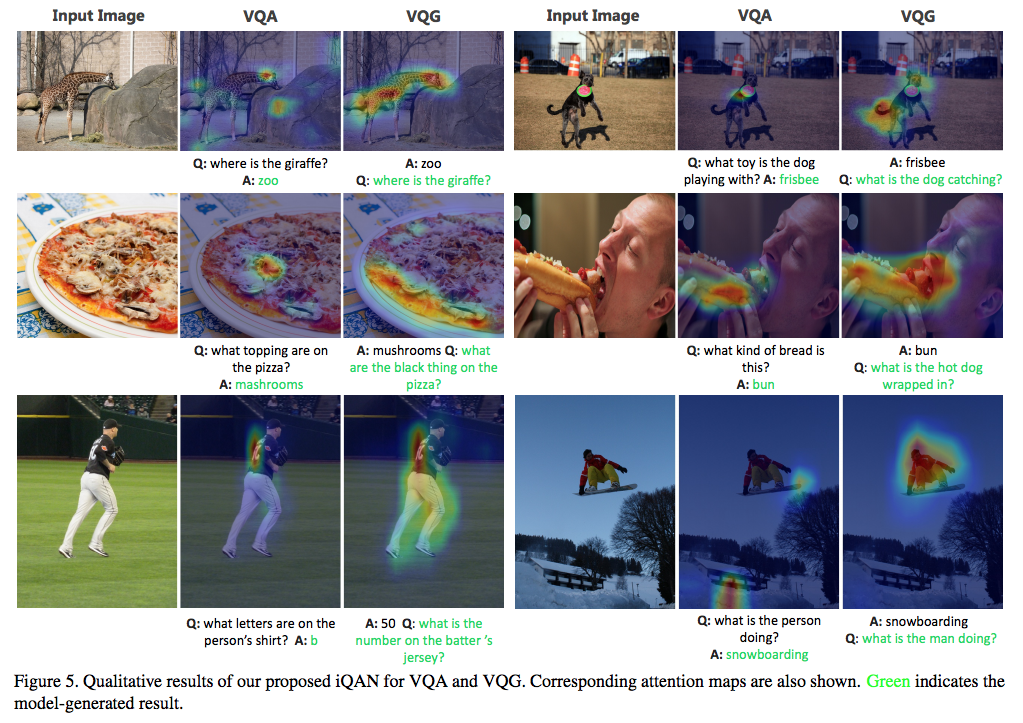 Input Image VQA VQG Input Image VQA VQG
Q: where is the giraffe?
A: zoo
A: zoo
Q: where is the giraffe?
Q: what toy is the dog
playing with? A: frisbee
A: frisbee
Q: what is the dog catching?
Q: what topping are on
the pizza?
A: mashrooms
A: mushrooms Q: what
are the black thing on the
pizza?
Q: what kind of bread is
this?
A: bun
A: bun
Q: what is the hot dog
wrapped in?
Q: what letters are on the
person's shirt? A: b
A: 50 Q: what is the
number on the batter 's
jersey?
Q: what is the person
doing?
A: snowboarding
A: snowboarding
Q: what is the man doing?
Figure 5. Qualitative results of our proposed iQAN for VQA and VQG. Corresponding attention maps are also shown. Green indicates the
model-generated result.